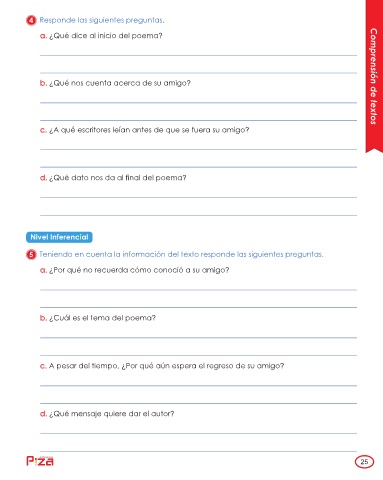 4 Responde las siguientes preguntas.
a. ¿Qué dice al inicio del poema?
b. ¿Qué nos cuenta acerca de su amigo?
c. ¿A qué escritores leían antes de que se fuera su amigo?
d. ¿Qué dato nos da al final del poema?
Nivel Inferencial
5 Teniendo en cuenta la información del texto responde las siguientes preguntas.
a. ¿Por qué no recuerda cómo conoció a su amigo?
b. ¿Cuál es el tema del poema?
c. A pesar del tiempo, ¿Por qué aún espera el regreso de su amigo?
d. ¿Qué mensaje quiere dar el autor?
Comprensión de textos
Piza
25